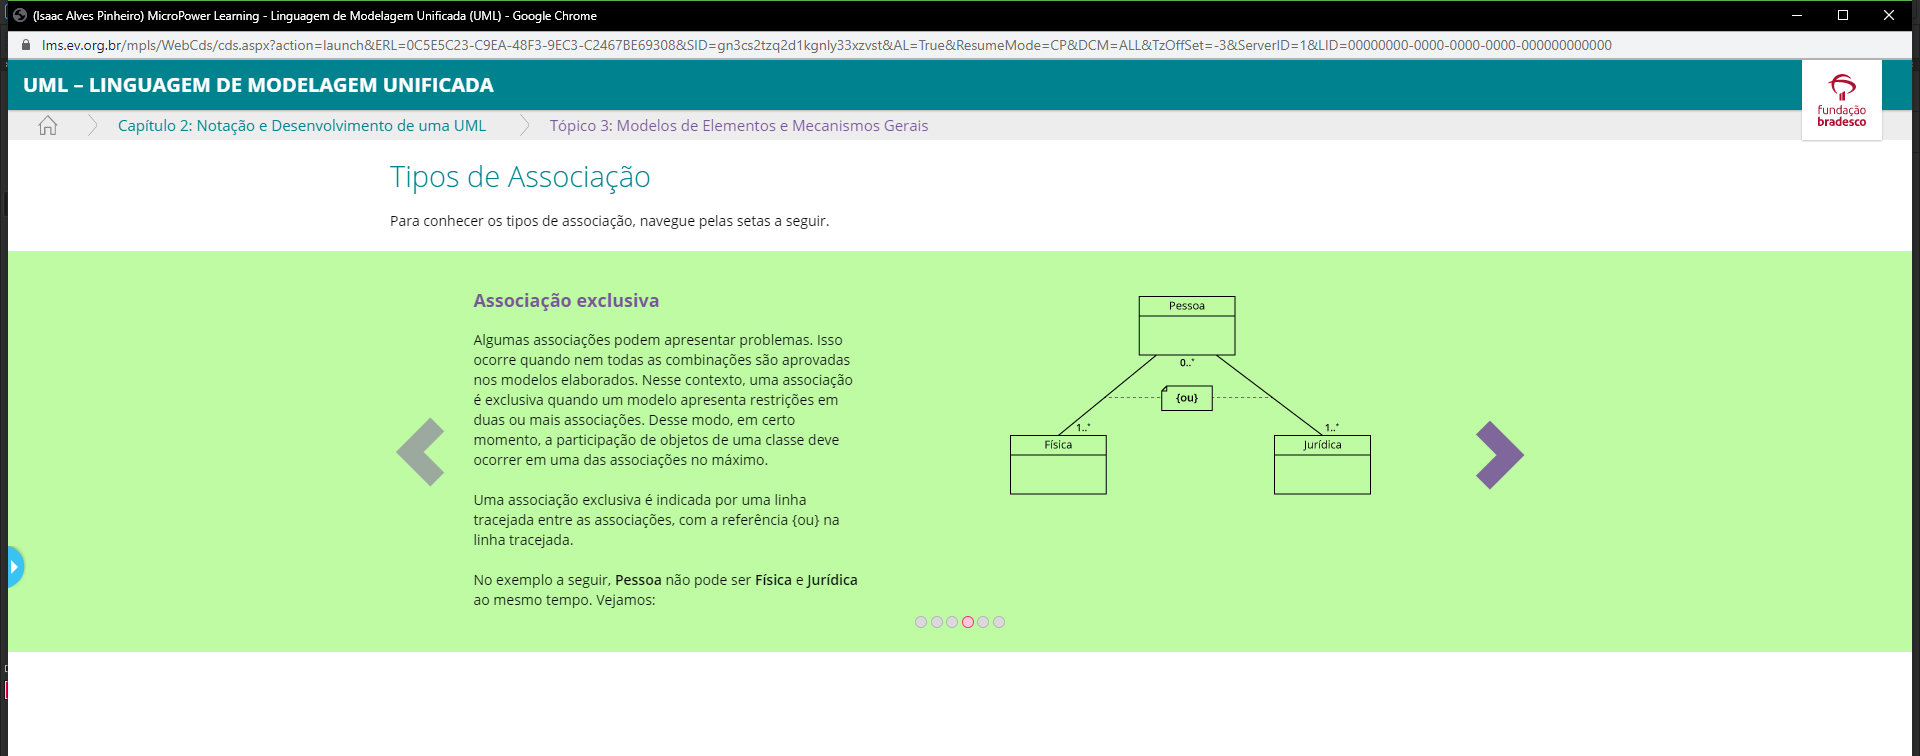 (Isaac Alves Pinheiro) MicroPower Learning - Linguagem de Modelagem Unificada (UML) - Google Chrome
lms.ev.org.br/mpls/WebCds/cds.aspx?action=launch&ERL=0C5E5C23-C9EA-48F3-9EC3-C2467BE69308&SID=gn3cs2tzq2d1kgnly33xzvst&AL=True&ResumeMode=CP&DCM=ALL&TzOffSet=-3&ServerID=1&LID=00000000-0000-0000-0000-000000000000
UML – LINGUAGEM DE MODELAGEM UNIFICADA
fundação
bradesco
Capítulo 2: Notação e Desenvolvimento de uma UML
Tópico 3: Modelos de Elementos e Mecanismos Gerais
Tipos de Associação
Para conhecer os tipos de associação, navegue pelas setas a seguir.
Associação exclusiva
Algumas associações podem apresentar problemas. Isso
ocorre quando nem todas as combinações são aprovadas
nos modelos elaborados. Nesse contexto, uma associação
é exclusiva quando um modelo apresenta restrições em
duas ou mais associações. Desse modo, em certo
momento, a participação de objetos de uma classe deve
ocorrer em uma das associações no máximo.
Uma associação exclusiva é indicada por uma linha
tracejada entre as associações, com a referência {ou} na
linha tracejada.
No exemplo a seguir, Pessoa não pode ser Física e Jurídica
ao mesmo tempo. Vejamos:
Pessoa
0..*
{ou}
1..*
1..*
Física
Jurídica